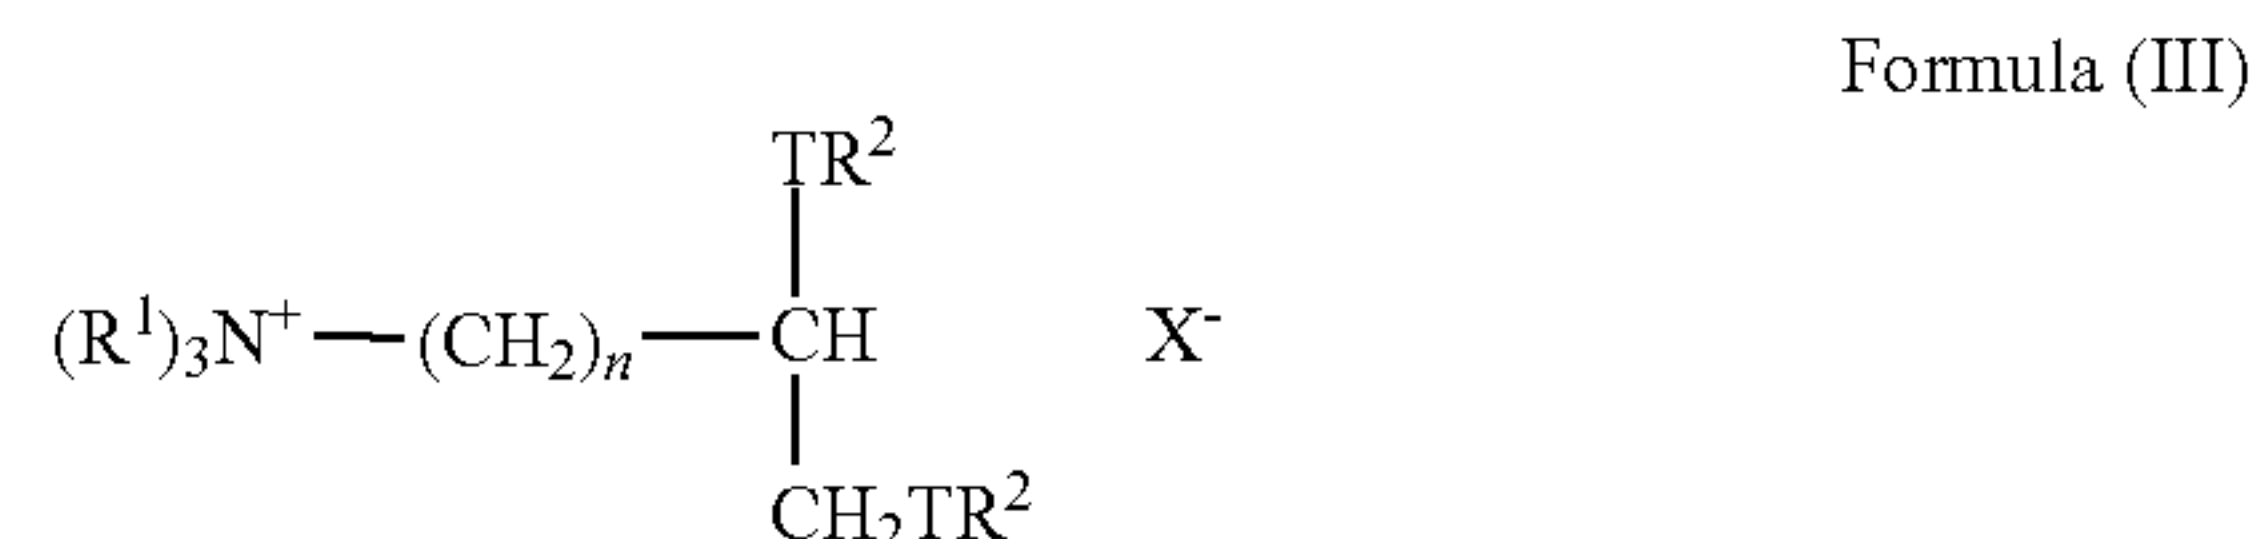 Formula (III)
TR²
(R¹)₃N⁺—(CH₂)ₙ—CH X⁻
CH₂TR²